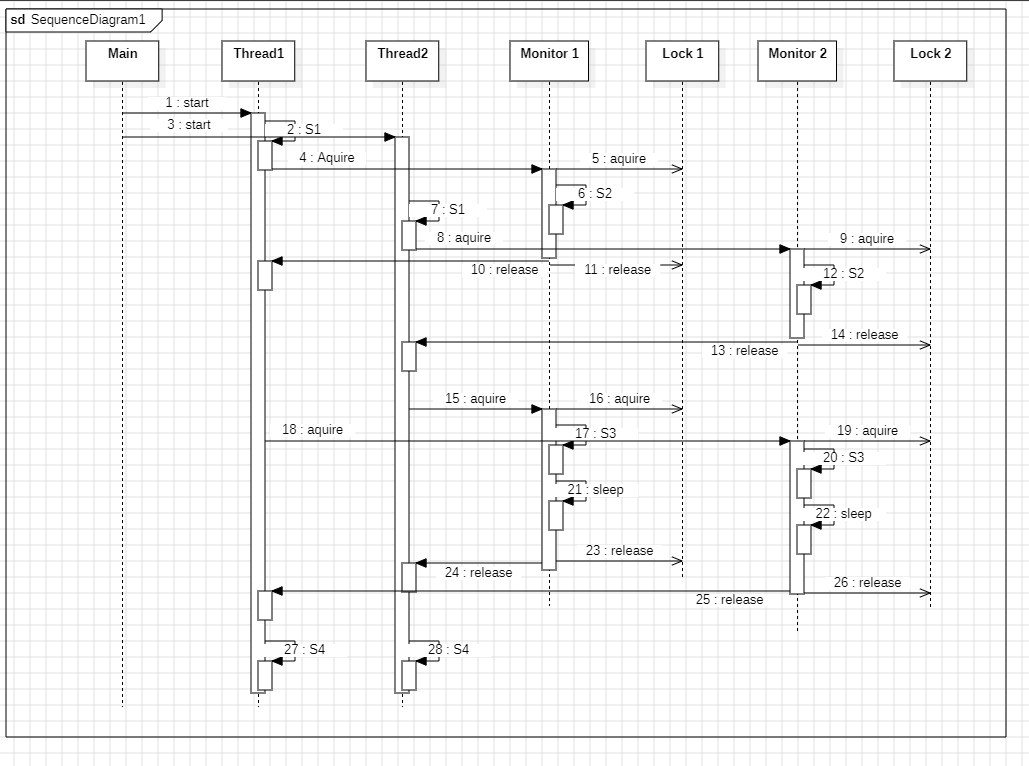 sd SequenceDiagram1
Main
Thread1
Thread2
Monitor 1
Lock 1
Monitor 2
Lock 2
1 : start
3 : start
2 : S1
4 : Aquire
5 : aquire
6 : S2
7 : S1
8 : aquire
9 : aquire
10 : release
11 : release
12 : S2
14 : release
13 : release
15 : aquire
16 : aquire
18 : aquire
17 : S3
19 : aquire
20 : S3
21 : sleep
22 : sleep
23 : release
24 : release
26 : release
25 : release
27 : S4
28 : S4